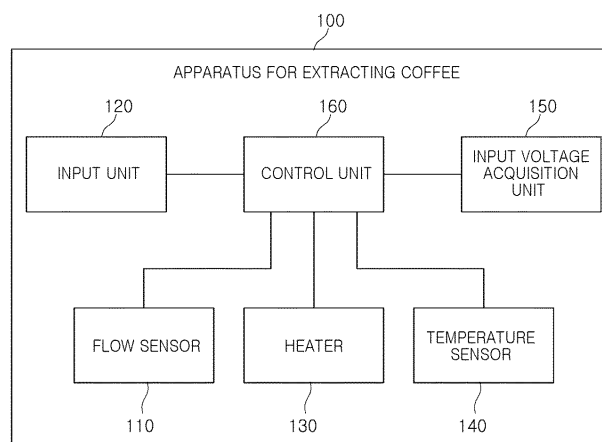 100
APPARATUS FOR EXTRACTING COFFEE
120
160
150
INPUT UNIT
CONTROL UNIT
INPUT VOLTAGE
ACQUISITION
UNIT
FLOW SENSOR
HEATER
TEMPERATURE
SENSOR
110
130
140